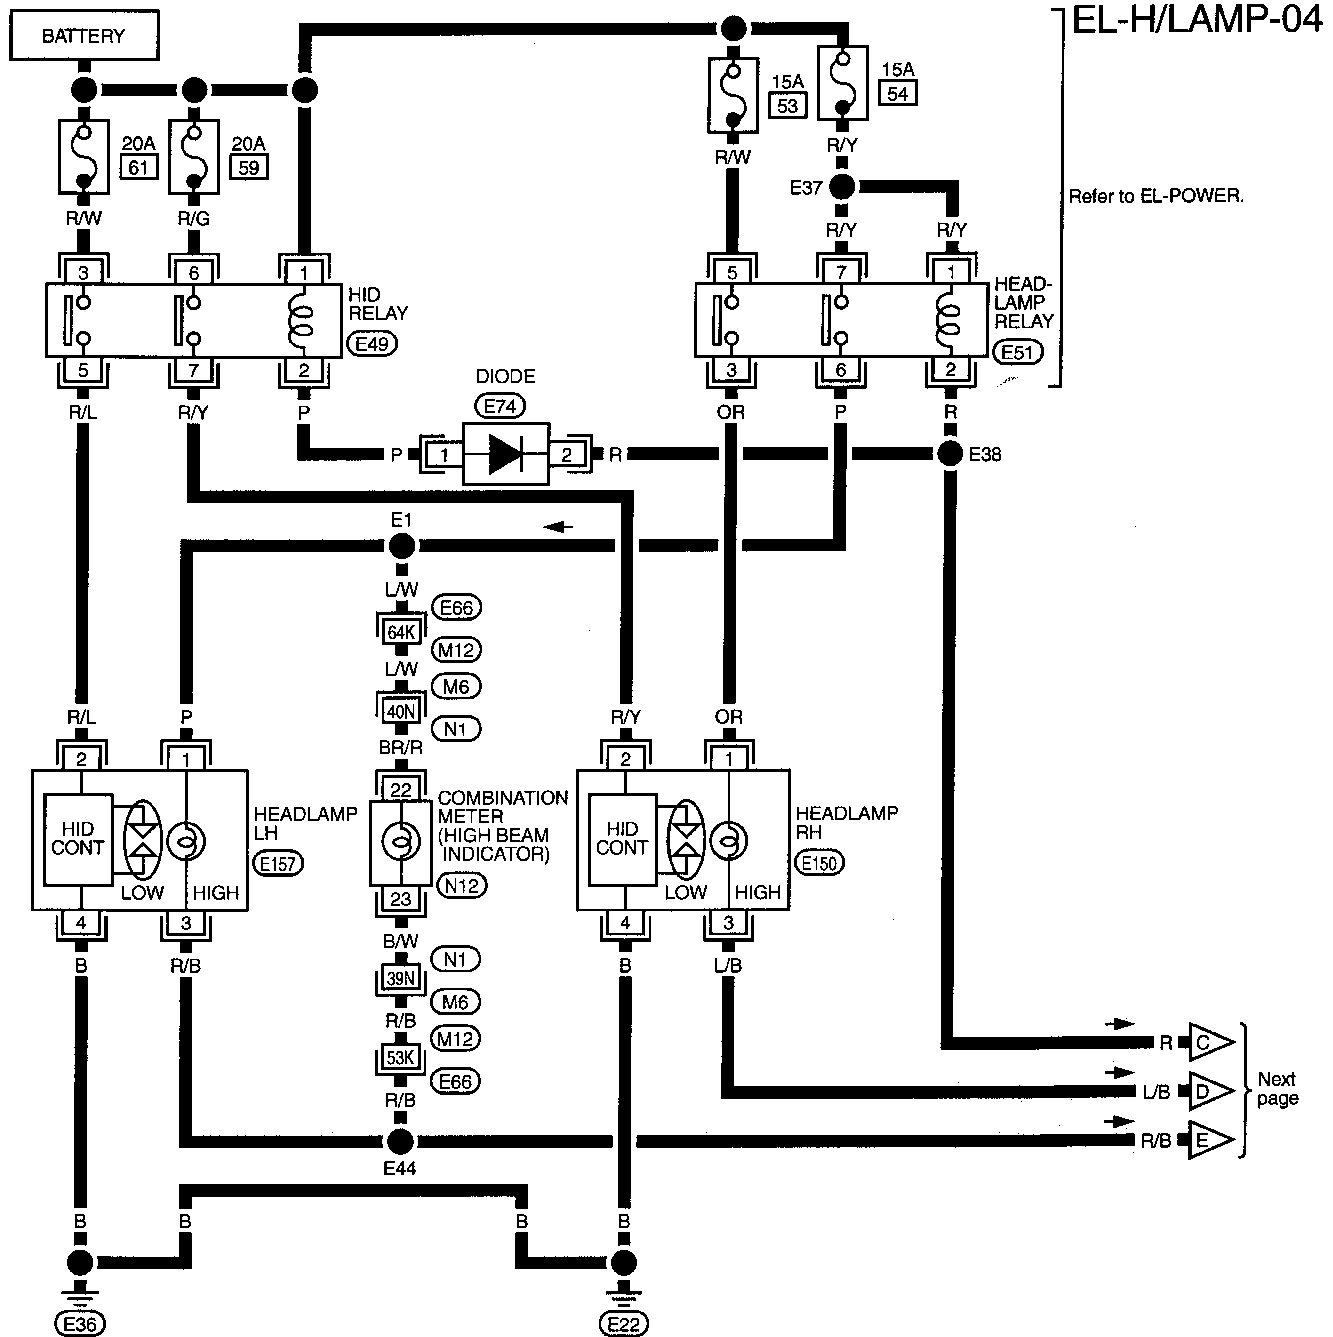 EL-H/LAMP-04
BATTERY
20A
61
20A
59
15A
53
15A
54
R/W
R/G
R/W
R/Y
E37
R/Y
R/Y
Refer to EL-POWER.
3
6
1
5
7
1
HID
RELAY
E49
HEAD-
LAMP
RELAY
E51
5
7
2
3
6
2
R/L
R/Y
P
OR
P
R
DIODE
E74
P
1
2
R
E38
E1
L/W
E66
64K
M12
L/W
M6
40N
N1
BR/R
R/L
P
R/Y
OR
2
1
22
2
1
HID
CONT
LOW
HIGH
HEADLAMP
LH
E157
COMBINATION
METER
(HIGH BEAM
INDICATOR)
N12
HID
CONT
LOW
HIGH
HEADLAMP
RH
E150
4
3
23
4
3
B
R/B
B/W
B
L/B
N1
39N
M6
R/B
M12
53K
E66
R/B
E44
R
C
L/B
D
R/B
E
Next
page
B
B
B
B
E36
E22